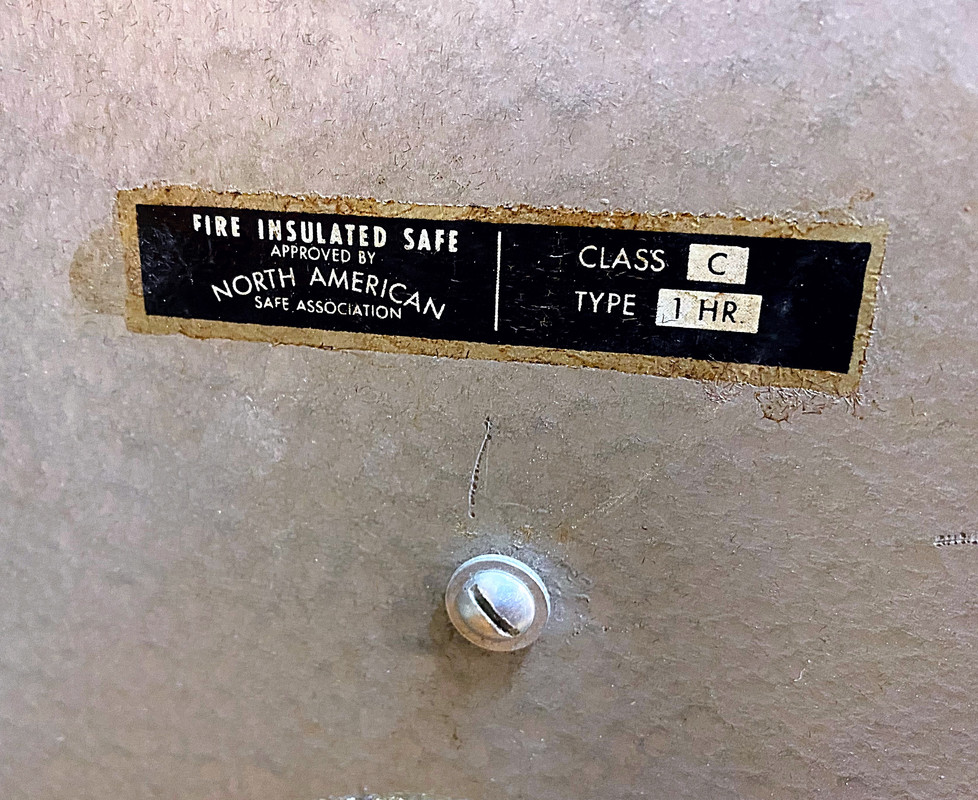 FIRE INSULATED SAFE
APPROVED BY
NORTH AMERICAN
SAFE ASSOCIATION
CLASS C
TYPE 1 HR.